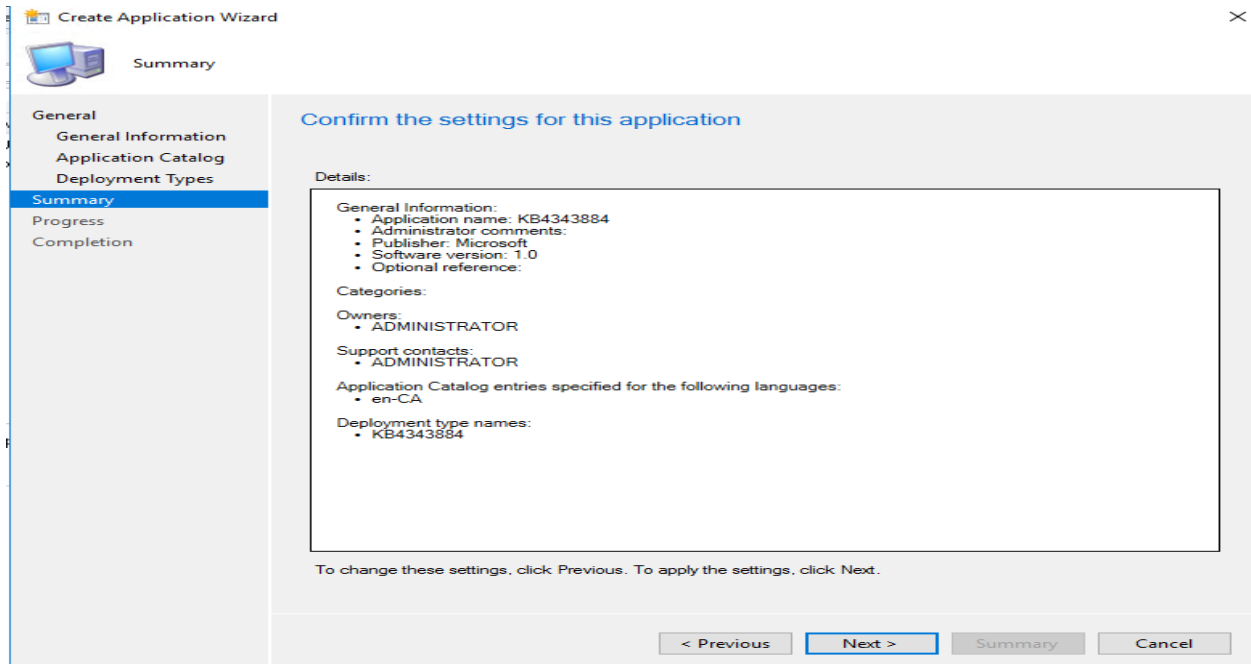 Create Application Wizard
Summary
General
General Information
Application Catalog
Deployment Types
Summary
Progress
Completion
Confirm the settings for this application
Details:
General Information:
• Application name: KB4343884
• Administrator comments:
• Publisher: Microsoft
• Software version: 1.0
• Optional reference:
Categories:
Owners:
• ADMINISTRATOR
Support contacts:
• ADMINISTRATOR
Application Catalog entries specified for the following languages:
• en-CA
Deployment type names:
• KB4343884
To change these settings, click Previous. To apply the settings, click Next.
< Previous
Next >
Summary
Cancel